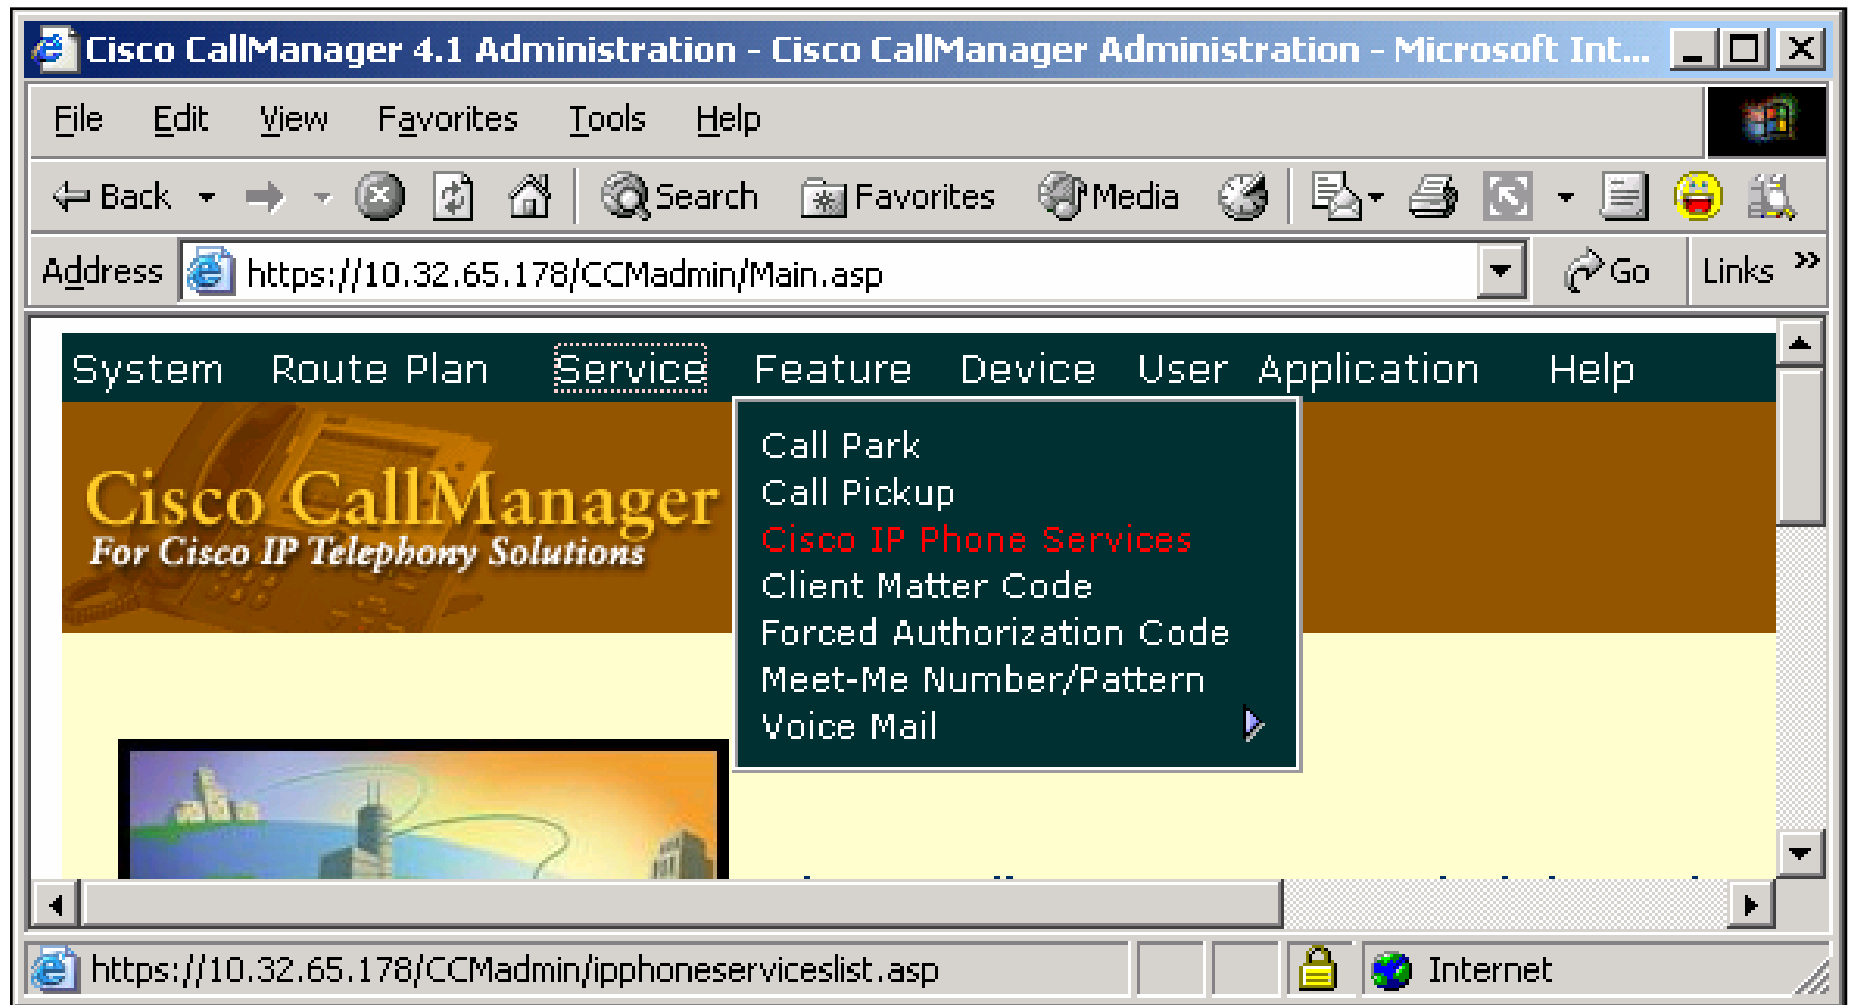 Cisco CallManager 4.1 Administration - Cisco CallManager Administration - Microsoft Int...
File Edit View Favorites Tools Help
Back Search Favorites Media
Address https://10.32.65.178/CCMadmin/Main.asp Go Links »
System Route Plan Service Feature Device User Application Help
Cisco CallManager
For Cisco IP Telephony Solutions
Call Park
Call Pickup
Cisco IP Phone Services
Client Matter Code
Forced Authorization Code
Meet-Me Number/Pattern
Voice Mail
https://10.32.65.178/CCMadmin/ipphoneserviceslist.asp Internet